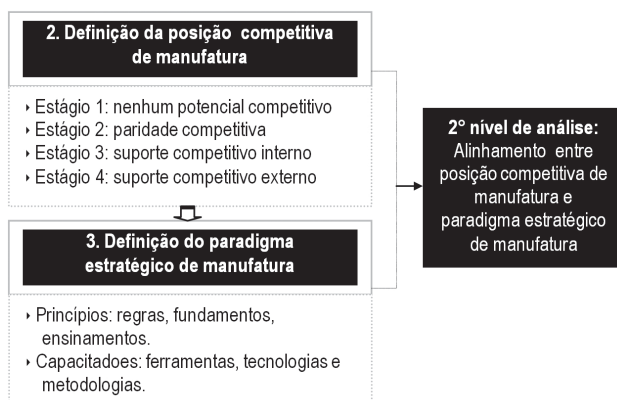 2. Definição da posição competitiva
de manufatura
Estágio 1: nenhum potencial competitivo
Estágio 2: paridade competitiva
Estágio 3: suporte competitivo interno
Estágio 4: suporte competitivo externo
3. Definição do paradigma
estratégico de manufatura
Princípios: regras, fundamentos,
ensinamentos.
Capacitadoes: ferramentas, tecnologias e
metodologias.
2° nível de análise:
Alinhamento entre
posição competitiva de
manufatura e
paradigma estratégico
de manufatura